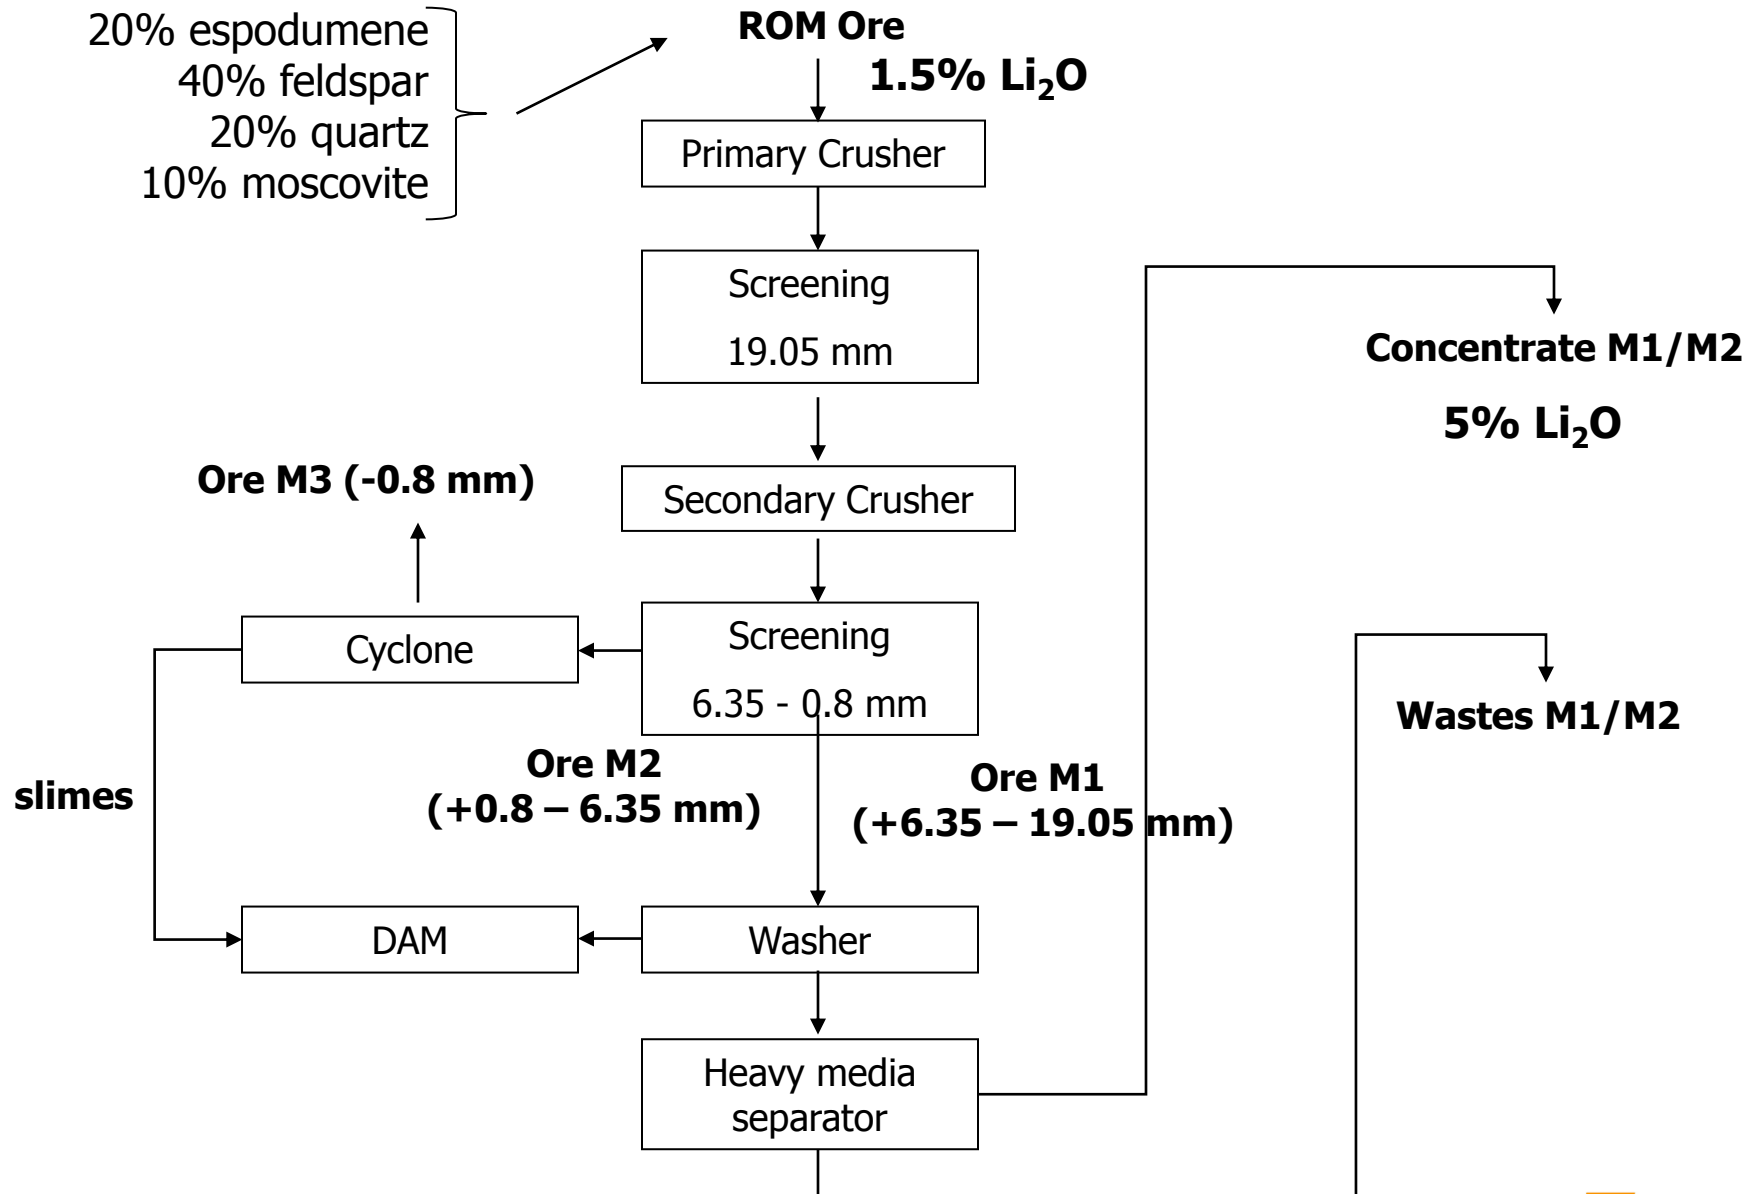 20% espodumene
40% feldspar
20% quartz
10% moscovite
ROM Ore
1.5% Li₂O
Primary Crusher
Screening
19.05 mm
Concentrate M1/M2
5% Li₂O
Ore M3 (-0.8 mm)
Secondary Crusher
Cyclone
Screening
6.35 - 0.8 mm
Wastes M1/M2
slimes
Ore M2
(+0.8 – 6.35 mm)
Ore M1
(+6.35 – 19.05 mm)
DAM
Washer
Heavy media
separator